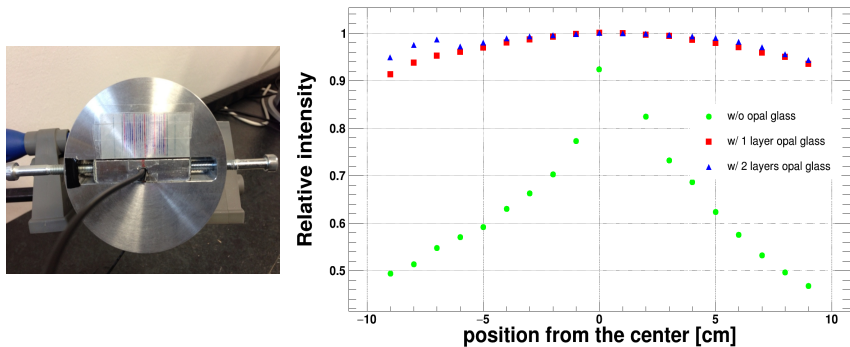 Relative intensity
1
0.9
0.8
0.7
0.6
0.5
w/o opal glass
w/ 1 layer opal glass
w/ 2 layers opal glass
−10 −5 0 5 10
position from the center [cm]